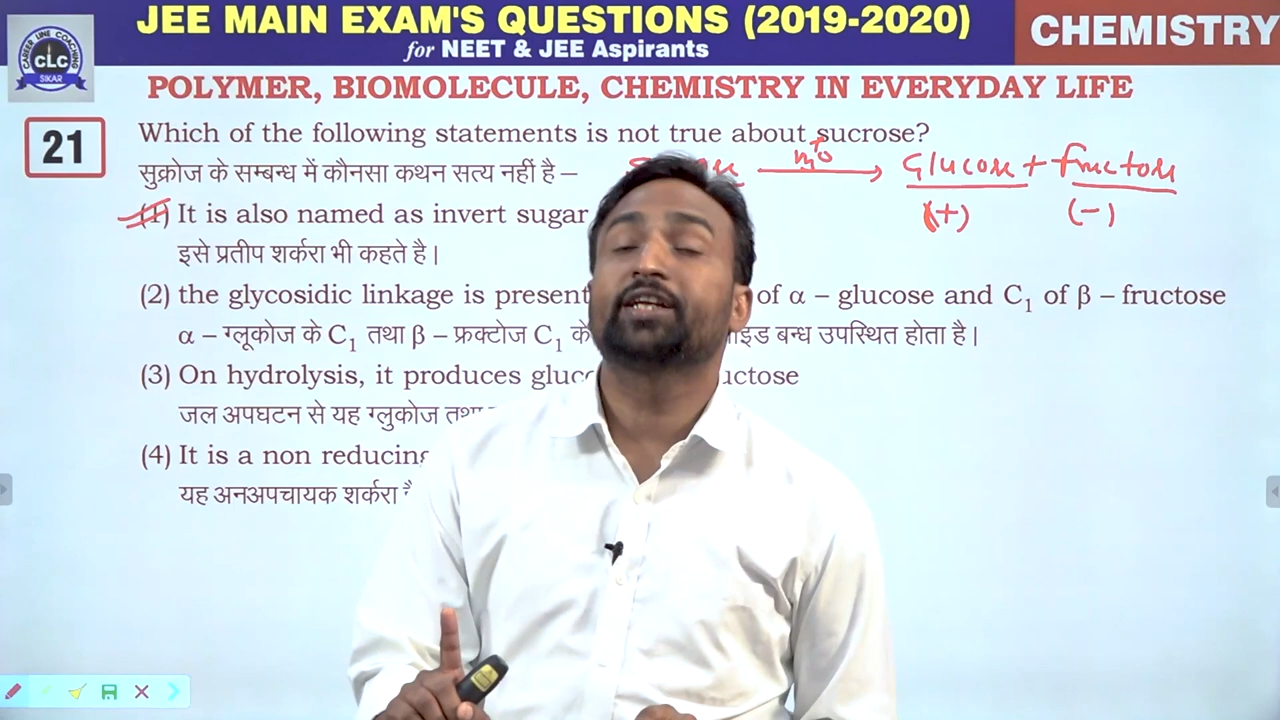 JEE MAIN EXAM'S QUESTIONS (2019-2020)
for NEET & JEE Aspirants
CHEMISTRY
CAREER LINE COACHING
CLC
SIKAR
POLYMER, BIOMOLECULE, CHEMISTRY IN EVERYDAY LIFE
21
Which of the following statements is not true about sucrose?
सुक्रोज के सम्बन्ध में कौनसा कथन सत्य नहीं है –
Glucose + fructose
(+) (-)
(1) It is also named as invert sugar
इसे प्रतीप शर्करा भी कहते है।
(2) the glycosidic linkage is present of α – glucose and C₁ of β – fructose
α – ग्लूकोज के C₁ तथा β – फ्रक्टोज C₁ के बन्ध उपस्थित होता है।
(3) On hydrolysis, it produces
जल अपघटन से यह ग्लुकोज
(4) It is a non
यह अनअपचायक शर्करा